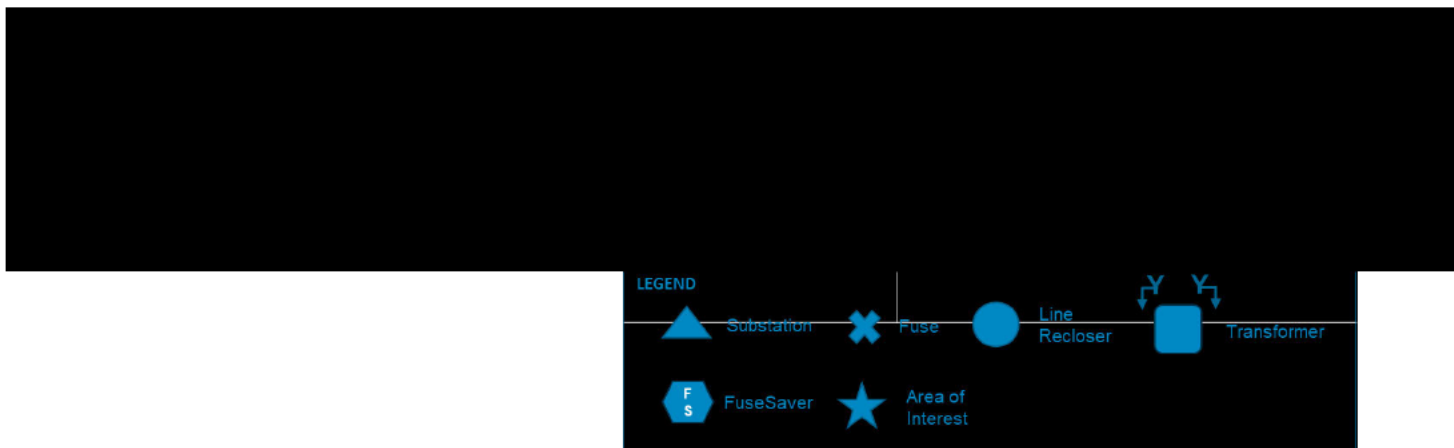 LEGEND
Y Y
Substation
Fuse
Line
Recloser
Transformer
F
S
FuseSaver
Area of
Interest